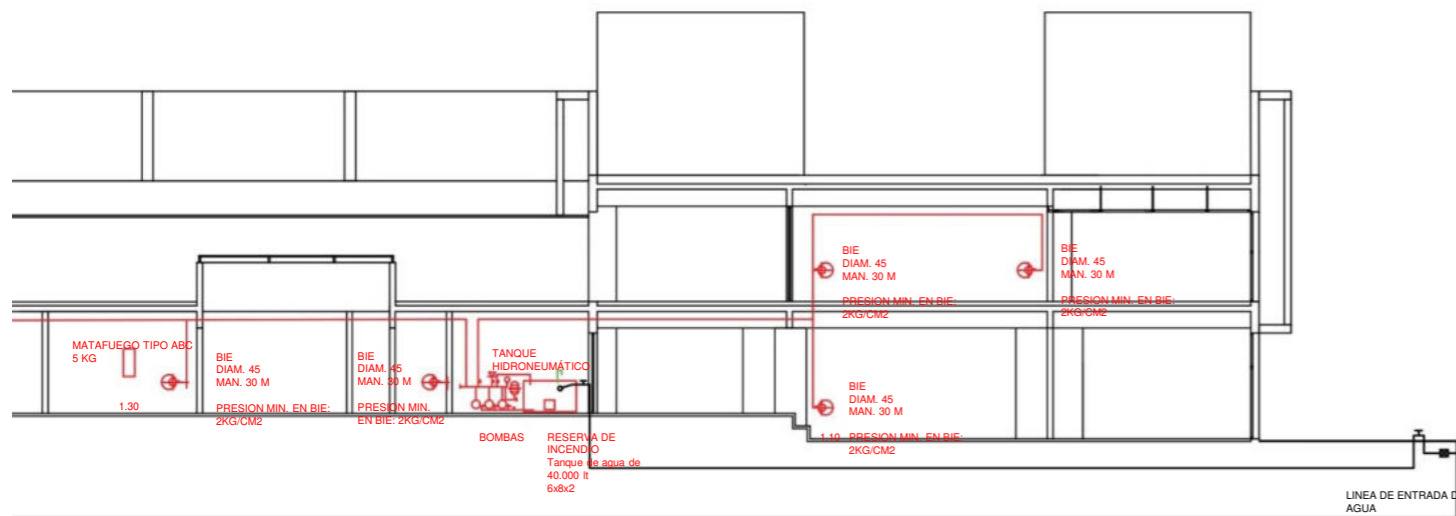 BIE
DIAM. 45
MAN. 30 M
PRESION MIN. EN BIE:
2KG/CM2
BIE
DIAM. 45
MAN. 30 M
PRESION MIN. EN BIE:
2KG/CM2
MATAFUEGO TIPO ABC
5 KG
1.30
BIE
DIAM. 45
MAN. 30 M
PRESION MIN. EN BIE:
2KG/CM2
BIE
DIAM. 45
MAN. 30 M
PRESION MIN.
EN BIE: 2KG/CM2
TANQUE
HIDRONEUMÁTICO
BOMBAS
RESERVA DE
INCENDIO
Tanque de agua de
40.000 lt
6x8x2
BIE
DIAM. 45
MAN. 30 M
1.10
PRESION MIN. EN BIE:
2KG/CM2
LINEA DE ENTRADA D
AGUA